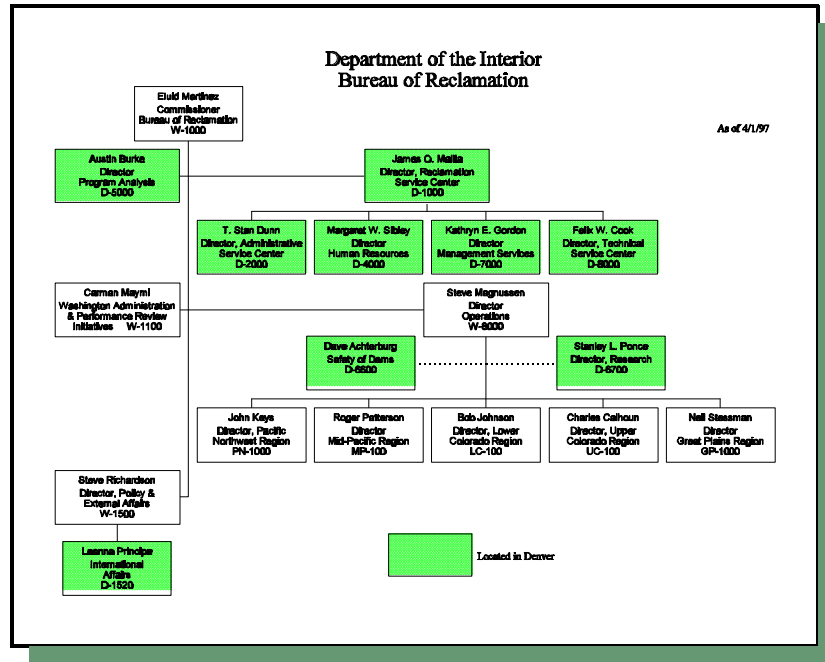 Department of the Interior
Bureau of Reclamation
Eluid Martinez
Commissioner
Bureau of Reclamation
W-1000
As of 4/1/97
Austin Burke
Director
Program Analysis
D-5000
James Q. Malila
Director, Reclamation
Service Center
D-1000
T. Stan Dunn
Director, Administrative
Service Center
D-2000
Margaret W. Sibley
Director
Human Resources
D-4000
Kathryn E. Gordon
Director
Management Services
D-7000
Felix W. Cook
Director, Technical
Service Center
D-8000
Carman Maymi
Washington Administration
& Performance Review
Initiatives W-1100
Steve Magnussen
Director
Operations
W-6000
Dave Achterburg
Safety of Dams
D-6600
Stanley L. Ponce
Director, Research
D-6700
John Keys
Director, Pacific
Northwest Region
PN-1000
Roger Patterson
Director
Mid-Pacific Region
MP-100
Bob Johnson
Director, Lower
Colorado Region
LC-100
Charles Calhoun
Director, Upper
Colorado Region
UC-100
Neil Stessman
Director
Great Plains Region
GP-1000
Steve Richardson
Director, Policy &
External Affairs
W-1500
Leanna Principe
International
Affairs
D-1520
Located in Denver